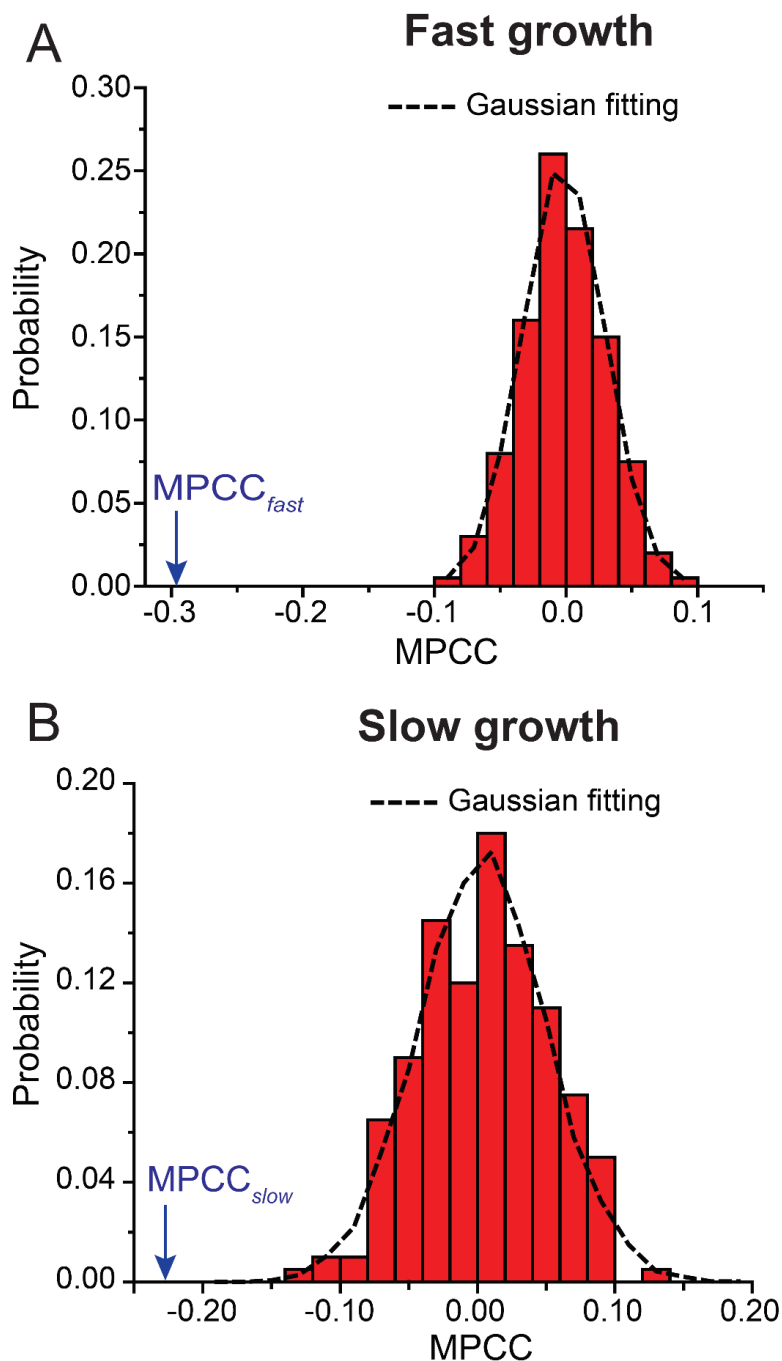 A
Fast growth
0.30
Gaussian fitting
0.25
0.20
Probability
0.15
0.10
0.05
MPCCfast
0.00
-0.3 -0.2 -0.1 0.0 0.1
MPCC
B
Slow growth
0.20
Gaussian fitting
0.16
0.12
Probability
0.08
0.04
MPCCslow
0.00
-0.20 -0.10 0.00 0.10 0.20
MPCC